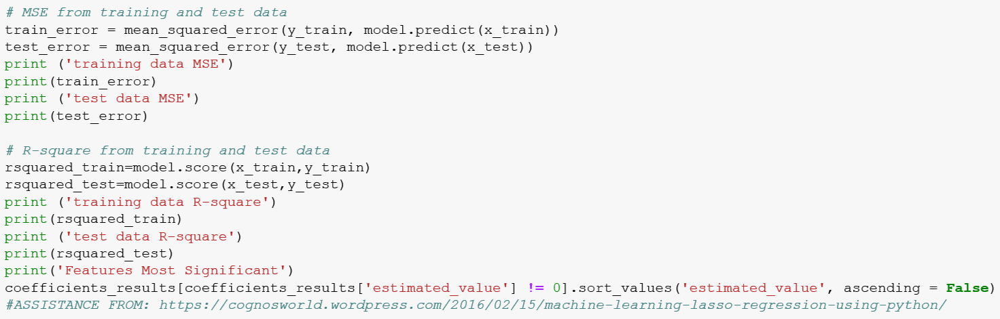 # MSE from training and test data
train_error = mean_squared_error(y_train, model.predict(x_train))
test_error = mean_squared_error(y_test, model.predict(x_test))
print ('training data MSE')
print(train_error)
print ('test data MSE')
print(test_error)

# R-square from training and test data
rsquared_train=model.score(x_train,y_train)
rsquared_test=model.score(x_test,y_test)
print ('training data R-square')
print(rsquared_train)
print ('test data R-square')
print(rsquared_test)
print('Features Most Significant')
coefficients_results[coefficients_results['estimated_value'] != 0].sort_values('estimated_value', ascending = False)
#ASSISTANCE FROM: https://cognosworld.wordpress.com/2016/02/15/machine-learning-lasso-regression-using-python/